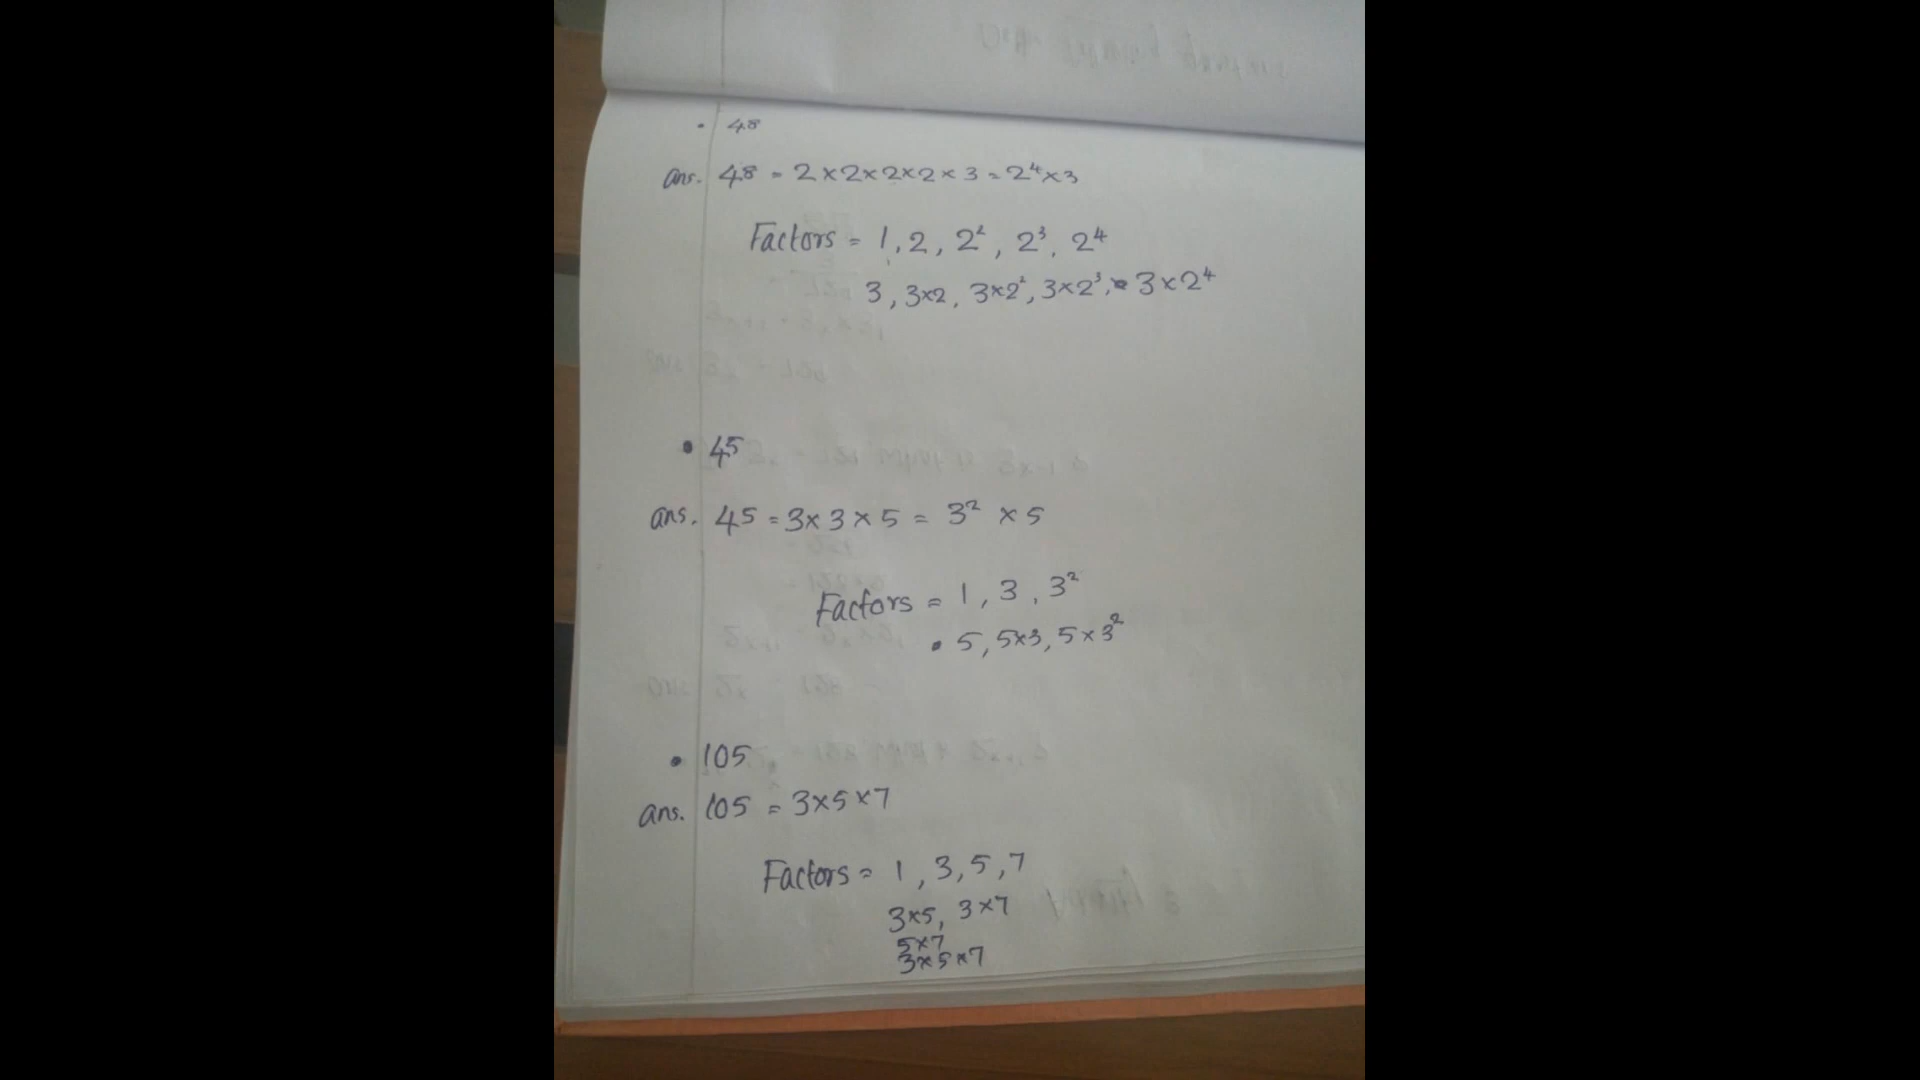 • 48
ans. 48 = 2×2×2×2×3 = 2⁴×3
Factors = 1, 2, 2², 2³, 2⁴
3, 3×2, 3×2², 3×2³, 3×2⁴
• 45
ans. 45 = 3×3×5 = 3² ×5
Factors = 1, 3, 3²
• 5, 5×3, 5×3²
• 105
ans. 105 = 3×5×7
Factors = 1, 3, 5, 7
3×5, 3×7
5×7
3×5×7